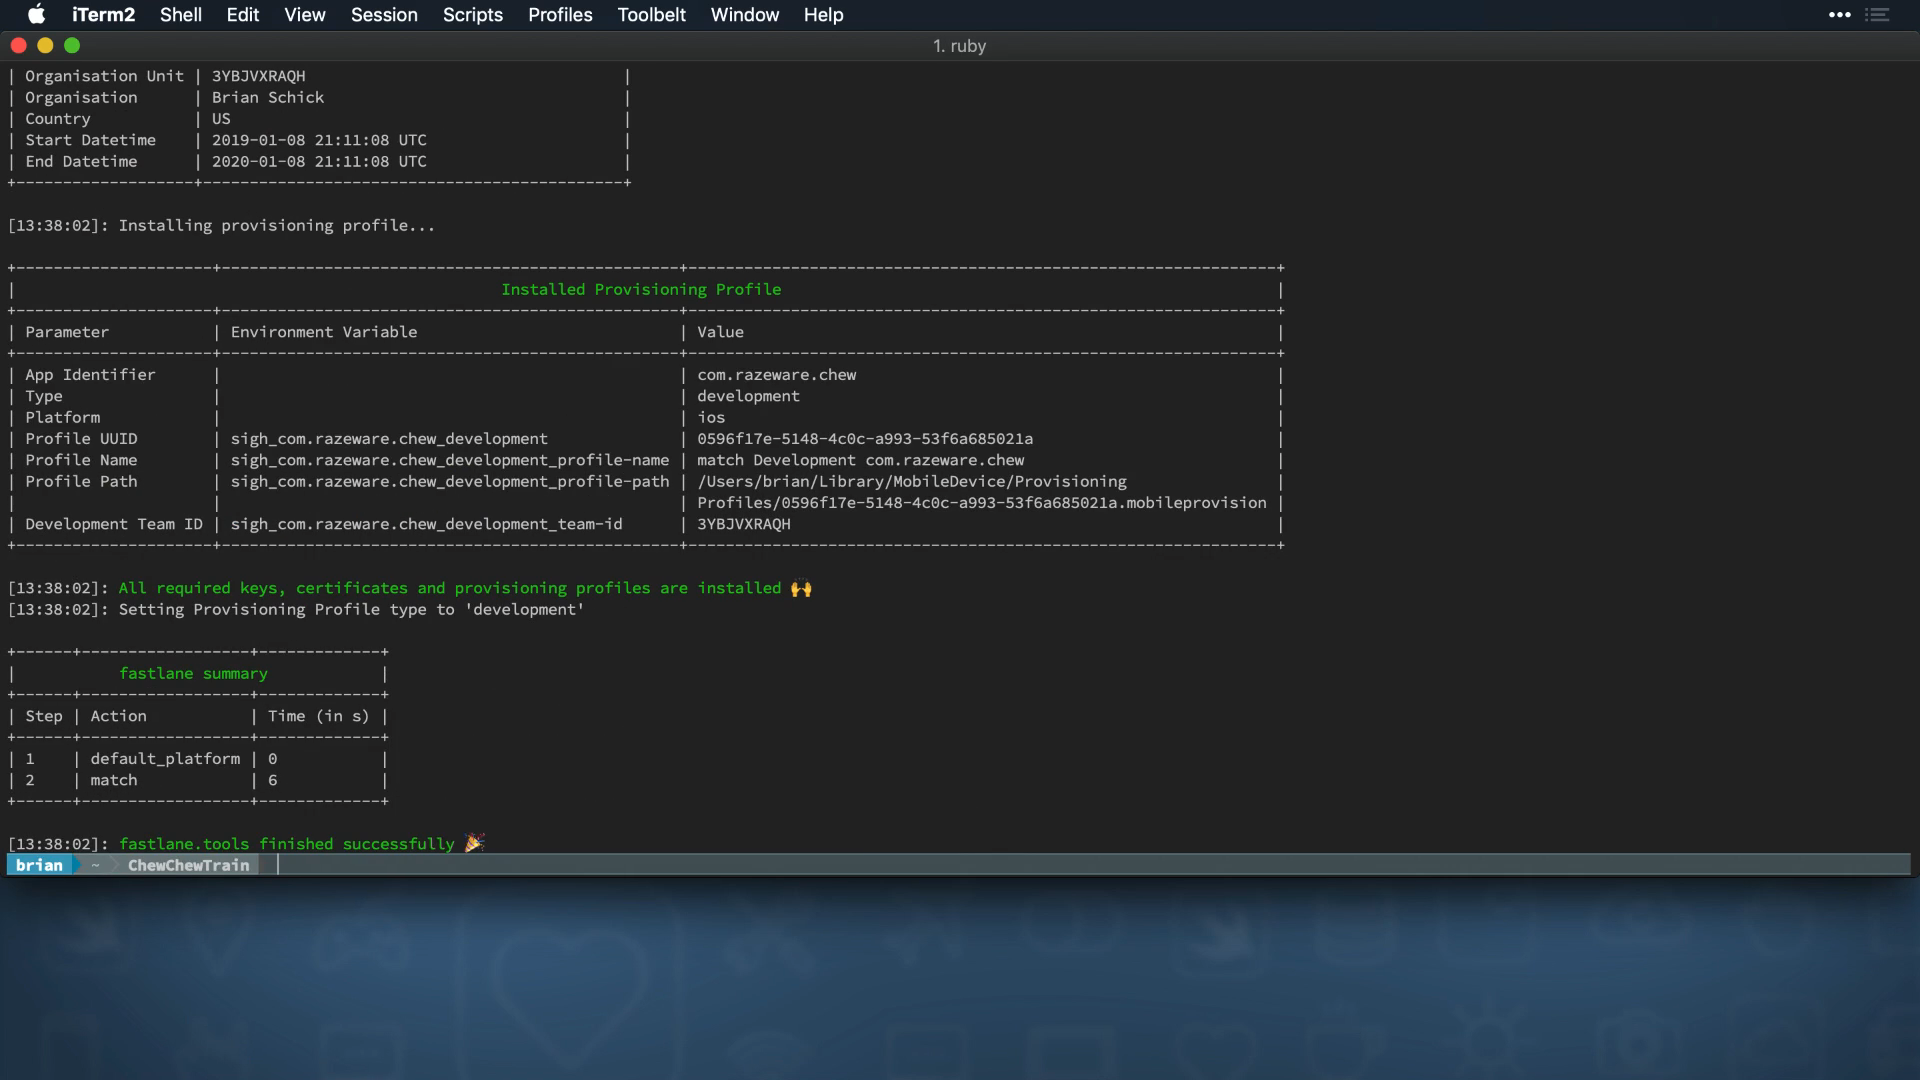 iTerm2 Shell Edit View Session Scripts Profiles Toolbelt Window Help
1. ruby
| Organisation Unit | 3YBJVXRAQH |
| Organisation | Brian Schick |
| Country | US |
| Start Datetime | 2019-01-08 21:11:08 UTC |
| End Datetime | 2020-01-08 21:11:08 UTC |
[13:38:02]: Installing provisioning profile...
| Installed Provisioning Profile |
| Parameter | Environment Variable | Value |
| App Identifier | | com.razeware.chew |
| Type | | development |
| Platform | | ios |
| Profile UUID | sigh_com.razeware.chew_development | 0596f17e-5148-4c0c-a993-53f6a685021a |
| Profile Name | sigh_com.razeware.chew_development_profile-name | match Development com.razeware.chew |
| Profile Path | sigh_com.razeware.chew_development_profile-path | /Users/brian/Library/MobileDevice/Provisioning |
| | | Profiles/0596f17e-5148-4c0c-a993-53f6a685021a.mobileprovision |
| Development Team ID | sigh_com.razeware.chew_development_team-id | 3YBJVXRAQH |
[13:38:02]: All required keys, certificates and provisioning profiles are installed 🙌
[13:38:02]: Setting Provisioning Profile type to 'development'
| fastlane summary |
| Step | Action | Time (in s) |
| 1 | default_platform | 0 |
| 2 | match | 6 |
[13:38:02]: fastlane.tools finished successfully 🎉
brian ~ ChewChewTrain